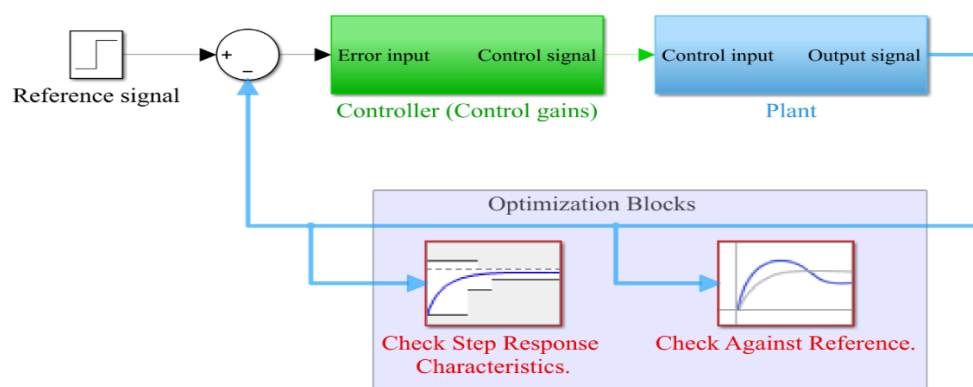 Error input
Control signal
Control input
Output signal
Reference signal
Controller (Control gains)
Plant
Optimization Blocks
Check Step Response
Characteristics.
Check Against Reference.